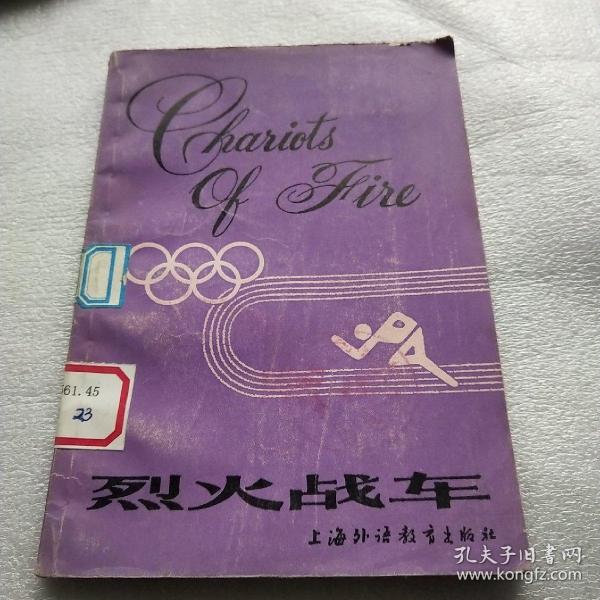 Chariots
Of Fire
561.45
23
烈火战车
上海外语教育出版社
孔夫子旧书网
www.kongfz.com